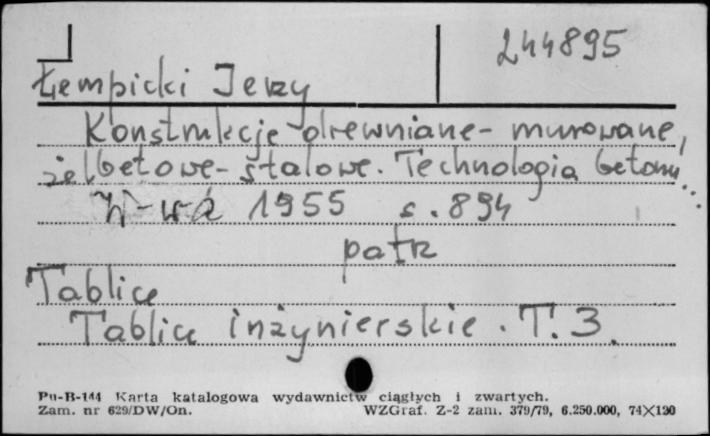 244895
Łempicki Jerzy
Konstrukcje drewniane - murowane,
żelbetowe - stalowe. Technologia betonu...
W-wa 1955 s. 894
patrz
Tablice
Tablice inżynierskie. T. 3.
Pu-B-144 Karta katalogowa wydawnictw ciągłych i zwartych.
Zam. nr 629/DW/On. WZGraf. Z-2 zam. 379/79, 6.250.000, 74×120